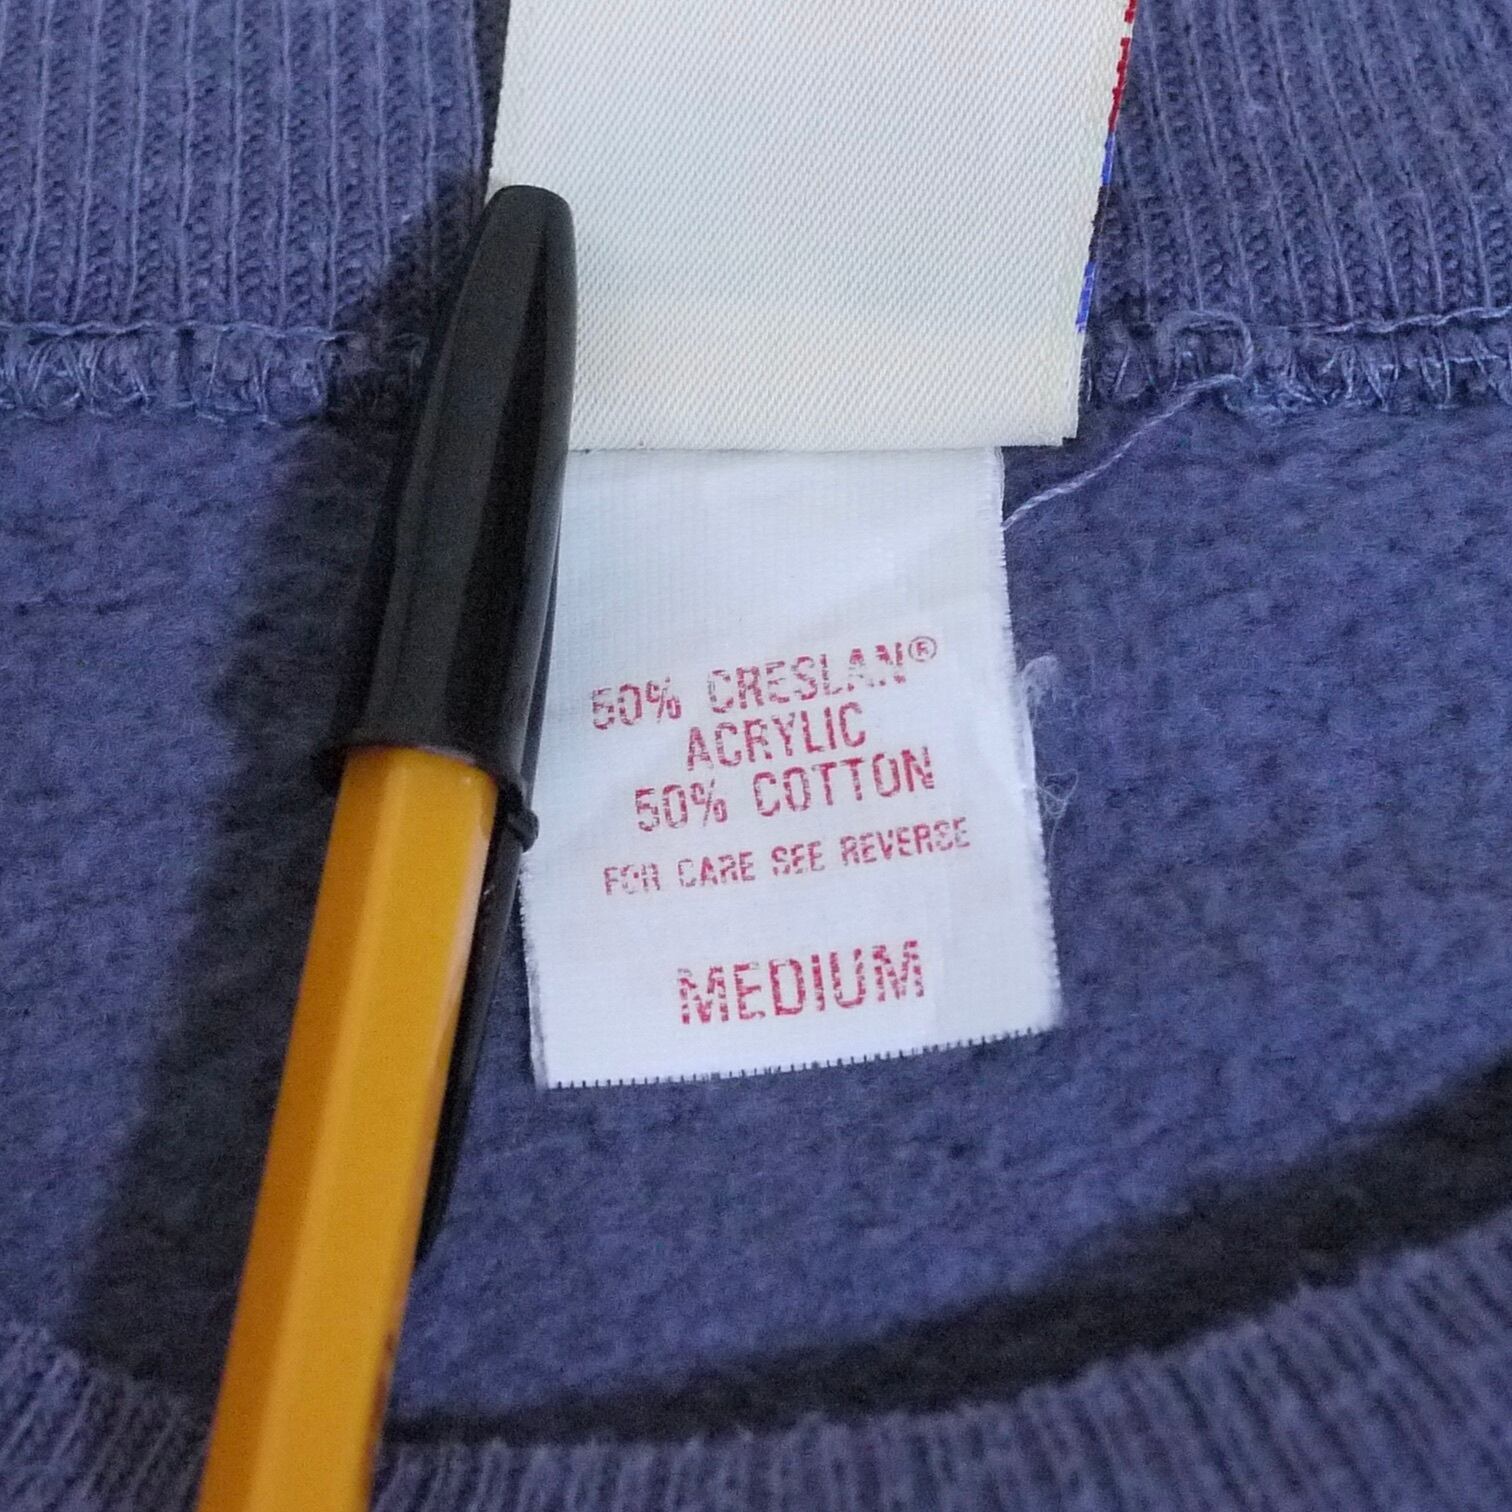 50% CRESLAN®
ACRYLIC
50% COTTON
FOR CARE SEE REVERSE
MEDIUM